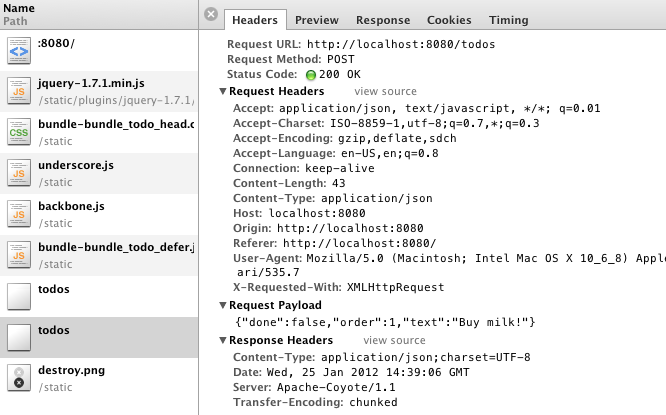 Name
Path
:8080/
jquery-1.7.1.min.js
/static/plugins/jquery-1.7.1/
bundle-bundle_todo_head.c
/static
underscore.js
/static
backbone.js
/static
bundle-bundle_todo_defer.j
/static
todos
todos
destroy.png
/static
Headers Preview Response Cookies Timing
Request URL: http://localhost:8080/todos
Request Method: POST
Status Code: 200 OK
Request Headers view source
Accept: application/json, text/javascript, */*; q=0.01
Accept-Charset: ISO-8859-1,utf-8;q=0.7,*;q=0.3
Accept-Encoding: gzip,deflate,sdch
Accept-Language: en-US,en;q=0.8
Connection: keep-alive
Content-Length: 43
Content-Type: application/json
Host: localhost:8080
Origin: http://localhost:8080
Referer: http://localhost:8080/
User-Agent: Mozilla/5.0 (Macintosh; Intel Mac OS X 10_6_8) Apple
ari/535.7
X-Requested-With: XMLHttpRequest
Request Payload
{"done":false,"order":1,"text":"Buy milk!"}
Response Headers view source
Content-Type: application/json;charset=UTF-8
Date: Wed, 25 Jan 2012 14:39:06 GMT
Server: Apache-Coyote/1.1
Transfer-Encoding: chunked